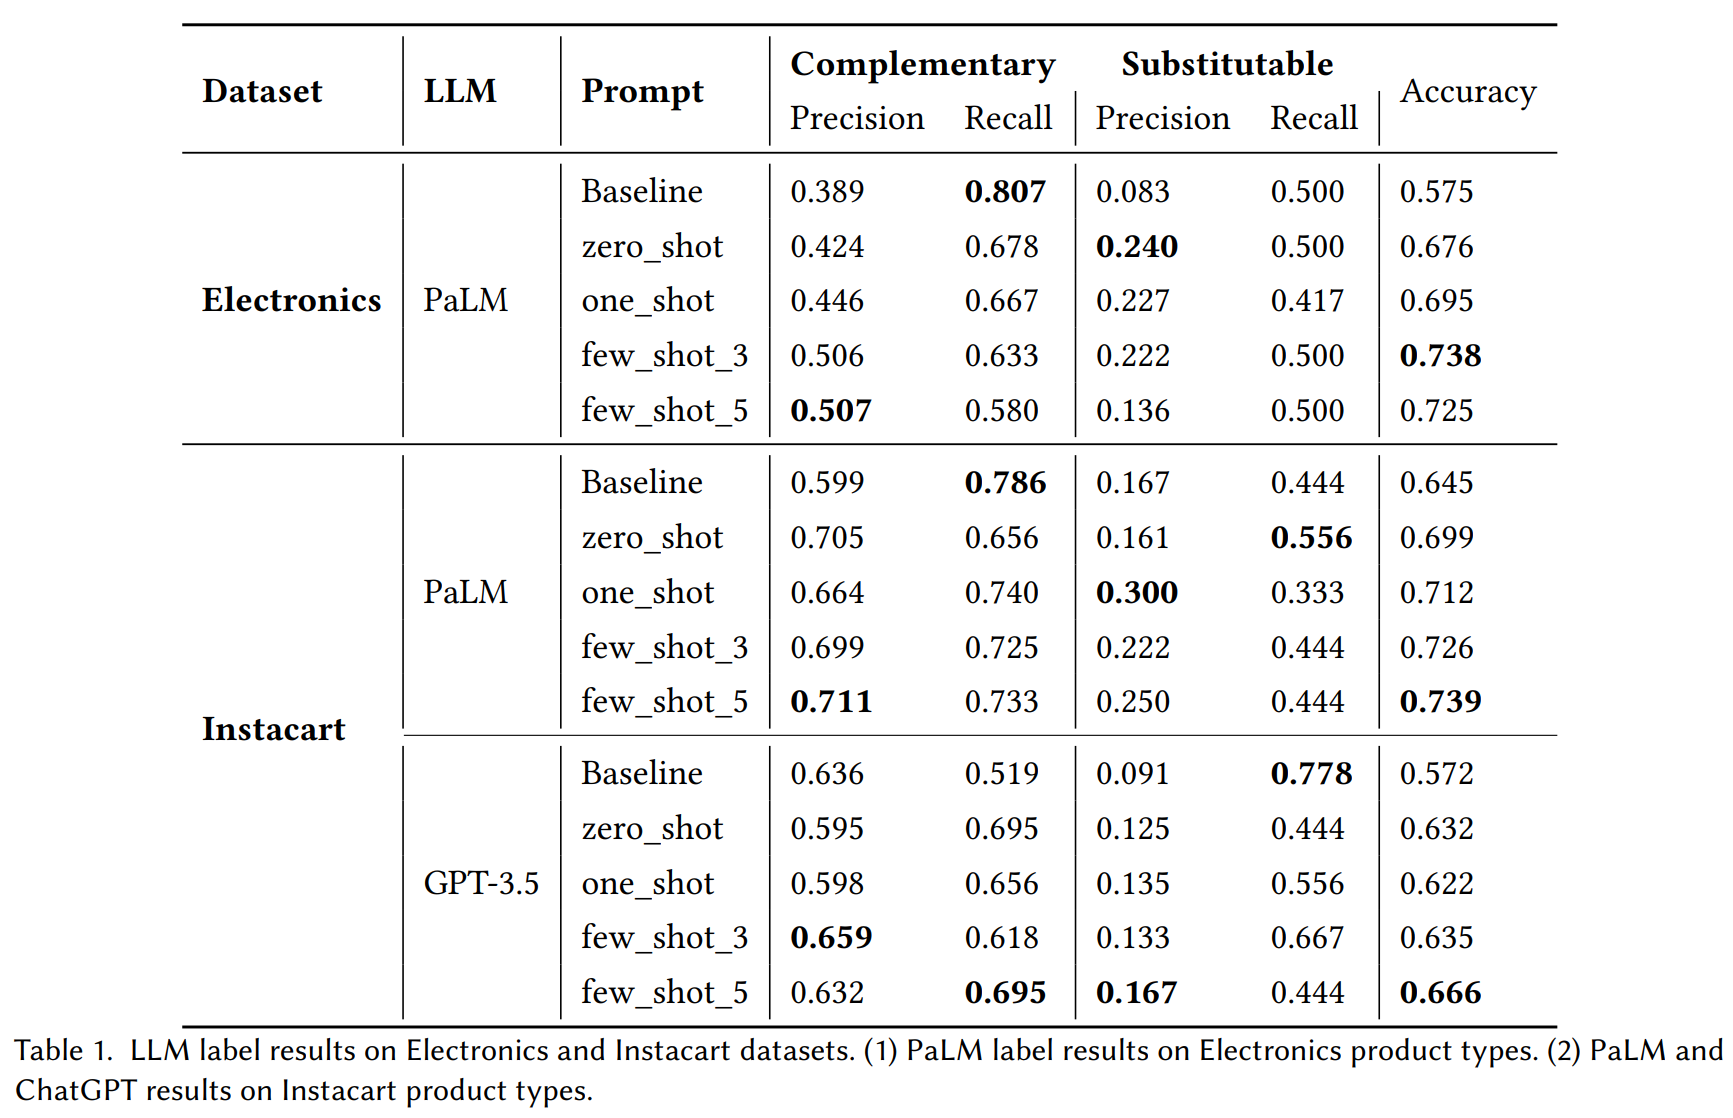 Dataset LLM Prompt Complementary Substitutable Accuracy
Precision Recall Precision Recall
Electronics PaLM Baseline 0.389 0.807 0.083 0.500 0.575
zero_shot 0.424 0.678 0.240 0.500 0.676
one_shot 0.446 0.667 0.227 0.417 0.695
few_shot_3 0.506 0.633 0.222 0.500 0.738
few_shot_5 0.507 0.580 0.136 0.500 0.725
Instacart PaLM Baseline 0.599 0.786 0.167 0.444 0.645
zero_shot 0.705 0.656 0.161 0.556 0.699
one_shot 0.664 0.740 0.300 0.333 0.712
few_shot_3 0.699 0.725 0.222 0.444 0.726
few_shot_5 0.711 0.733 0.250 0.444 0.739
GPT-3.5 Baseline 0.636 0.519 0.091 0.778 0.572
zero_shot 0.595 0.695 0.125 0.444 0.632
one_shot 0.598 0.656 0.135 0.556 0.622
few_shot_3 0.659 0.618 0.133 0.667 0.635
few_shot_5 0.632 0.695 0.167 0.444 0.666
Table 1. LLM label results on Electronics and Instacart datasets. (1) PaLM label results on Electronics product types. (2) PaLM and
ChatGPT results on Instacart product types.